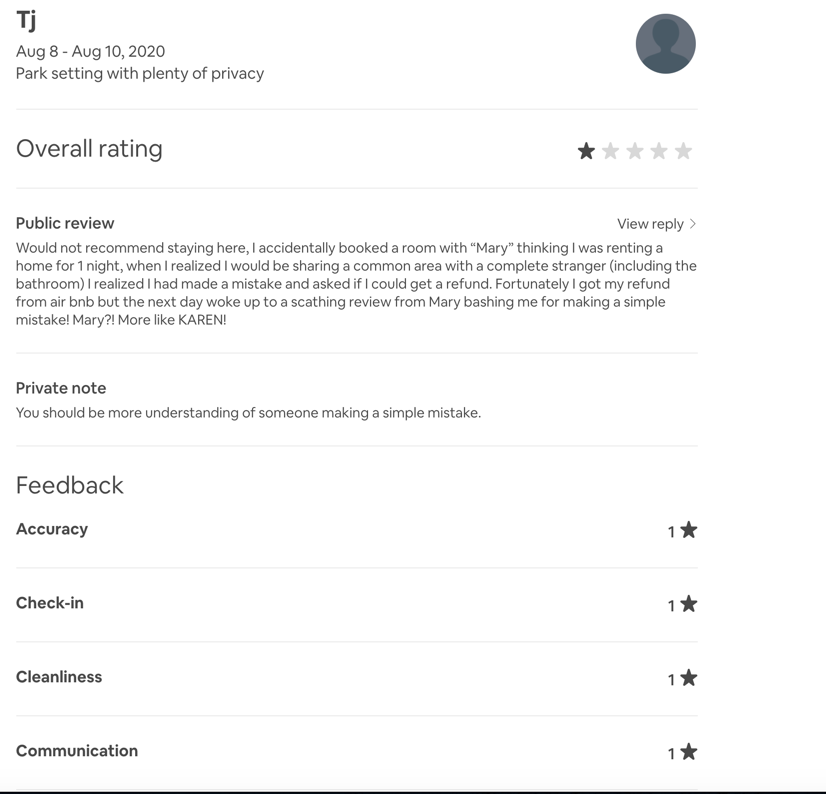 Tj
Aug 8 - Aug 10, 2020
Park setting with plenty of privacy
Overall rating
Public review
View reply
Would not recommend staying here, I accidentally booked a room with “Mary” thinking I was renting a
home for 1 night, when I realized I would be sharing a common area with a complete stranger (including the
bathroom) I realized I had made a mistake and asked if I could get a refund. Fortunately I got my refund
from air bnb but the next day woke up to a scathing review from Mary bashing me for making a simple
mistake! Mary?! More like KAREN!
Private note
You should be more understanding of someone making a simple mistake.
Feedback
Accuracy 1
Check-in 1
Cleanliness 1
Communication 1